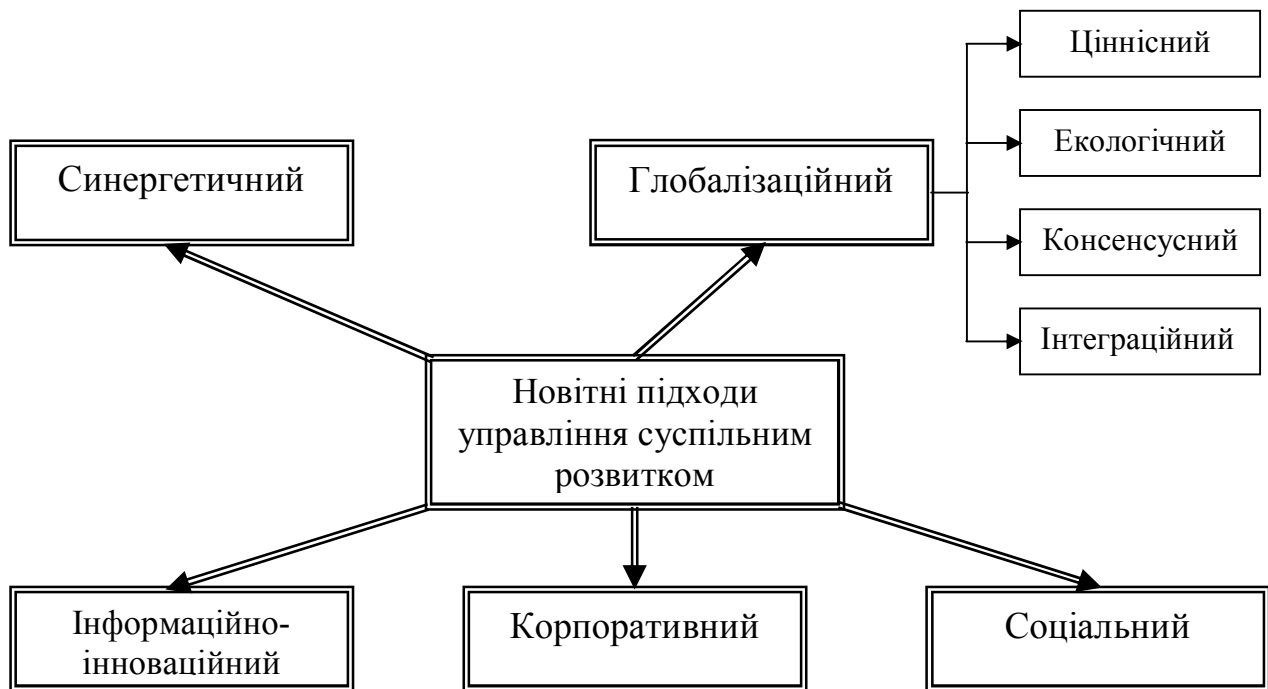 Ціннісний
Екологічний
Консенсусний
Інтеграційний
Синергетичний
Глобалізаційний
Новітні підходи
управління суспільним
розвитком
Інформаційно-
інноваційний
Корпоративний
Соціальний